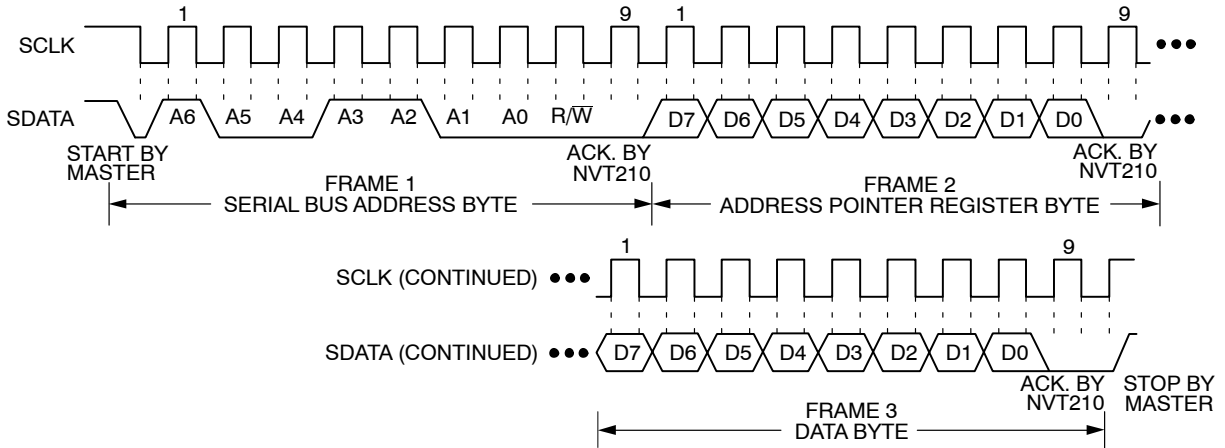 1 9 1 9
SCLK
SDATA A6 A5 A4 A3 A2 A1 A0 R/W̅ D7 D6 D5 D4 D3 D2 D1 D0
START BY
MASTER
ACK. BY
NVT210
ACK. BY
NVT210
FRAME 1
SERIAL BUS ADDRESS BYTE
FRAME 2
ADDRESS POINTER REGISTER BYTE
1 9
SCLK (CONTINUED)
SDATA (CONTINUED) D7 D6 D5 D4 D3 D2 D1 D0
ACK. BY
NVT210
STOP BY
MASTER
FRAME 3
DATA BYTE